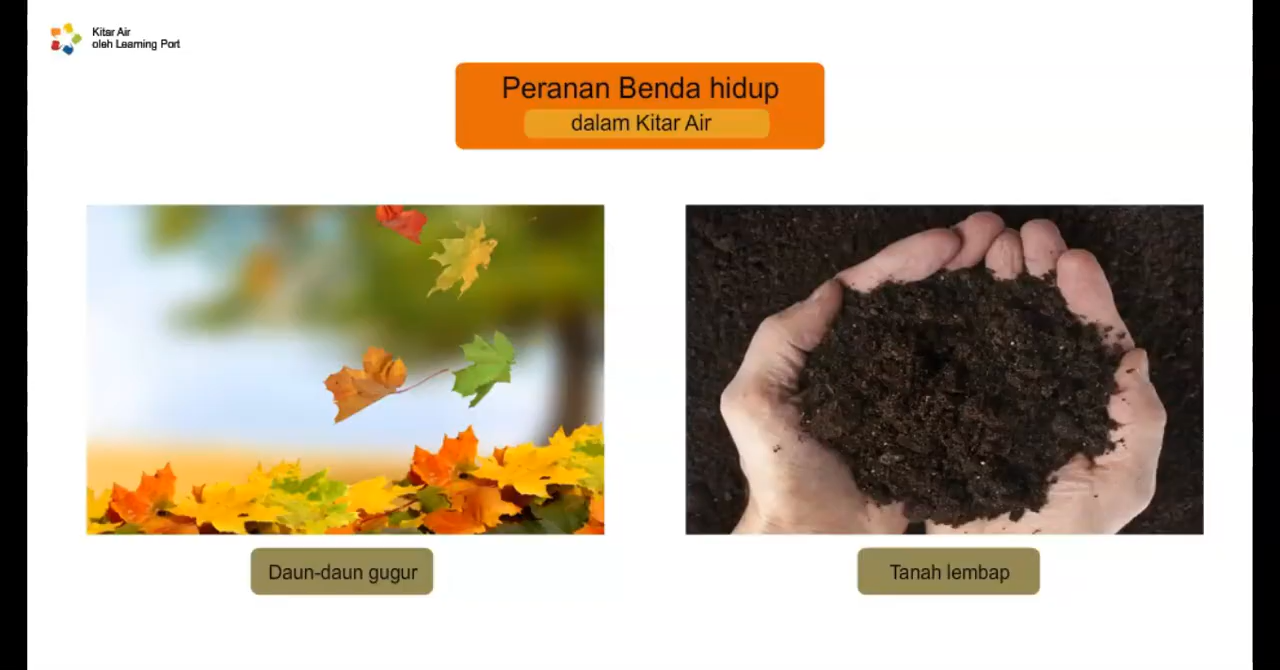 Kitar Air
oleh Learning Port
Peranan Benda hidup
dalam Kitar Air
Daun-daun gugur
Tanah lembap